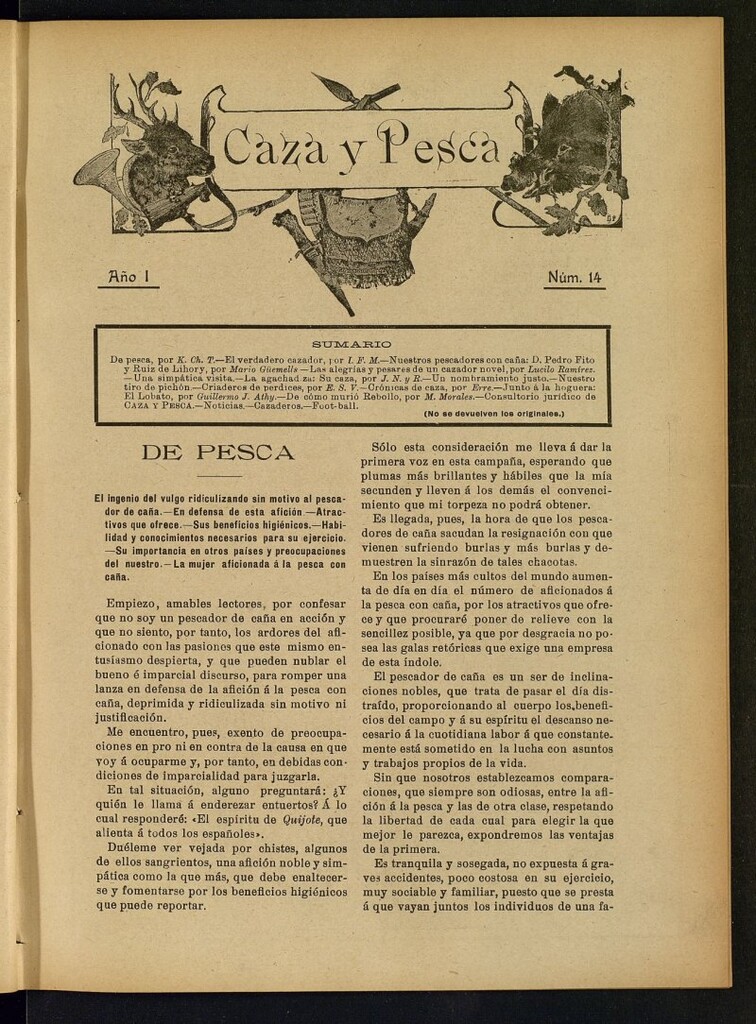 Caza y Pesca
Año I
Núm. 14
SUMARIO
De pesca, por K. Ch. T.—El verdadero cazador, por I. F. M.—Nuestros pescadores con caña: D. Pedro Fito
y Ruiz de Lihory, por Mario Güemells—Las alegrías y pesares de un cazador novel, por Lucilo Ramírez.
—Una simpática visita.—La agachadiza: Su caza, por J. N. y R.—Un nombramiento justo.—Nuestro
tiro de pichón.—Criaderos de perdices, por E. S. V.—Crónicas de caza, por Erre.—Junto á la hoguera:
El Lobato, por Guillermo J. Athy.—De cómo murió Rebollo, por M. Morales.—Consultorio jurídico de
CAZA Y PESCA.—Noticias.—Cazaderos.—Foot-ball.
(No se devuelven los originales.)
DE PESCA
El ingenio del vulgo ridiculizando sin motivo al pesca-
dor de caña.—En defensa de esta afición.—Atrac-
tivos que ofrece.—Sus beneficios higiénicos.—Habi-
lidad y conocimientos necesarios para su ejercicio.
—Su importancia en otros países y preocupaciones
del nuestro.—La mujer aficionada á la pesca con
caña.
Empiezo, amables lectores, por confesar
que no soy un pescador de caña en acción y
que no siento, por tanto, los ardores del afi-
cionado con las pasiones que este mismo en-
tusiasmo despierta, y que pueden nublar el
bueno é imparcial discurso, para romper una
lanza en defensa de la afición á la pesca con
caña, deprimida y ridiculizada sin motivo ni
justificación.
Me encuentro, pues, exento de preocupa-
ciones en pro ni en contra de la causa en que
voy á ocuparme y, por tanto, en debidas con-
diciones de imparcialidad para juzgarla.
En tal situación, alguno preguntará: ¿Y
quién le llama á enderezar entuertos? Á lo
cual responderé: «El espíritu de Quijote, que
alienta á todos los españoles».
Duéleme ver vejada por chistes, algunos
de ellos sangrientos, una afición noble y sim-
pática como la que más, que debe enaltecer-
se y fomentarse por los beneficios higiénicos
que puede reportar.
Sólo esta consideración me lleva á dar la
primera voz en esta campaña, esperando que
plumas más brillantes y hábiles que la mía
secunden y lleven á los demás el convenci-
miento que mi torpeza no podrá obtener.
Es llegada, pues, la hora de que los pesca-
dores de caña sacudan la resignación con que
vienen sufriendo burlas y más burlas y de-
muestren la sinrazón de tales chacotas.
En los países más cultos del mundo aumen-
ta de día en día el número de aficionados á
la pesca con caña, por los atractivos que ofre-
ce y que procuraré poner de relieve con la
sencillez posible, ya que por desgracia no po-
sea las galas retóricas que exige una empresa
de esta índole.
El pescador de caña es un ser de inclina-
ciones nobles, que trata de pasar el día dis-
traído, proporcionando al cuerpo los benefi-
cios del campo y á su espíritu el descanso ne-
cesario á la cuotidiana labor á que constante-
mente está sometido en la lucha con asuntos
y trabajos propios de la vida.
Sin que nosotros establezcamos compara-
ciones, que siempre son odiosas, entre la afi-
ción á la pesca y las de otra clase, respetando
la libertad de cada cual para elegir la que
mejor le parezca, expondremos las ventajas
de la primera.
Es tranquila y sosegada, no expuesta á gra-
ves accidentes, poco costosa en su ejercicio,
muy sociable y familiar, puesto que se presta
á que vayan juntos los individuos de una fa-